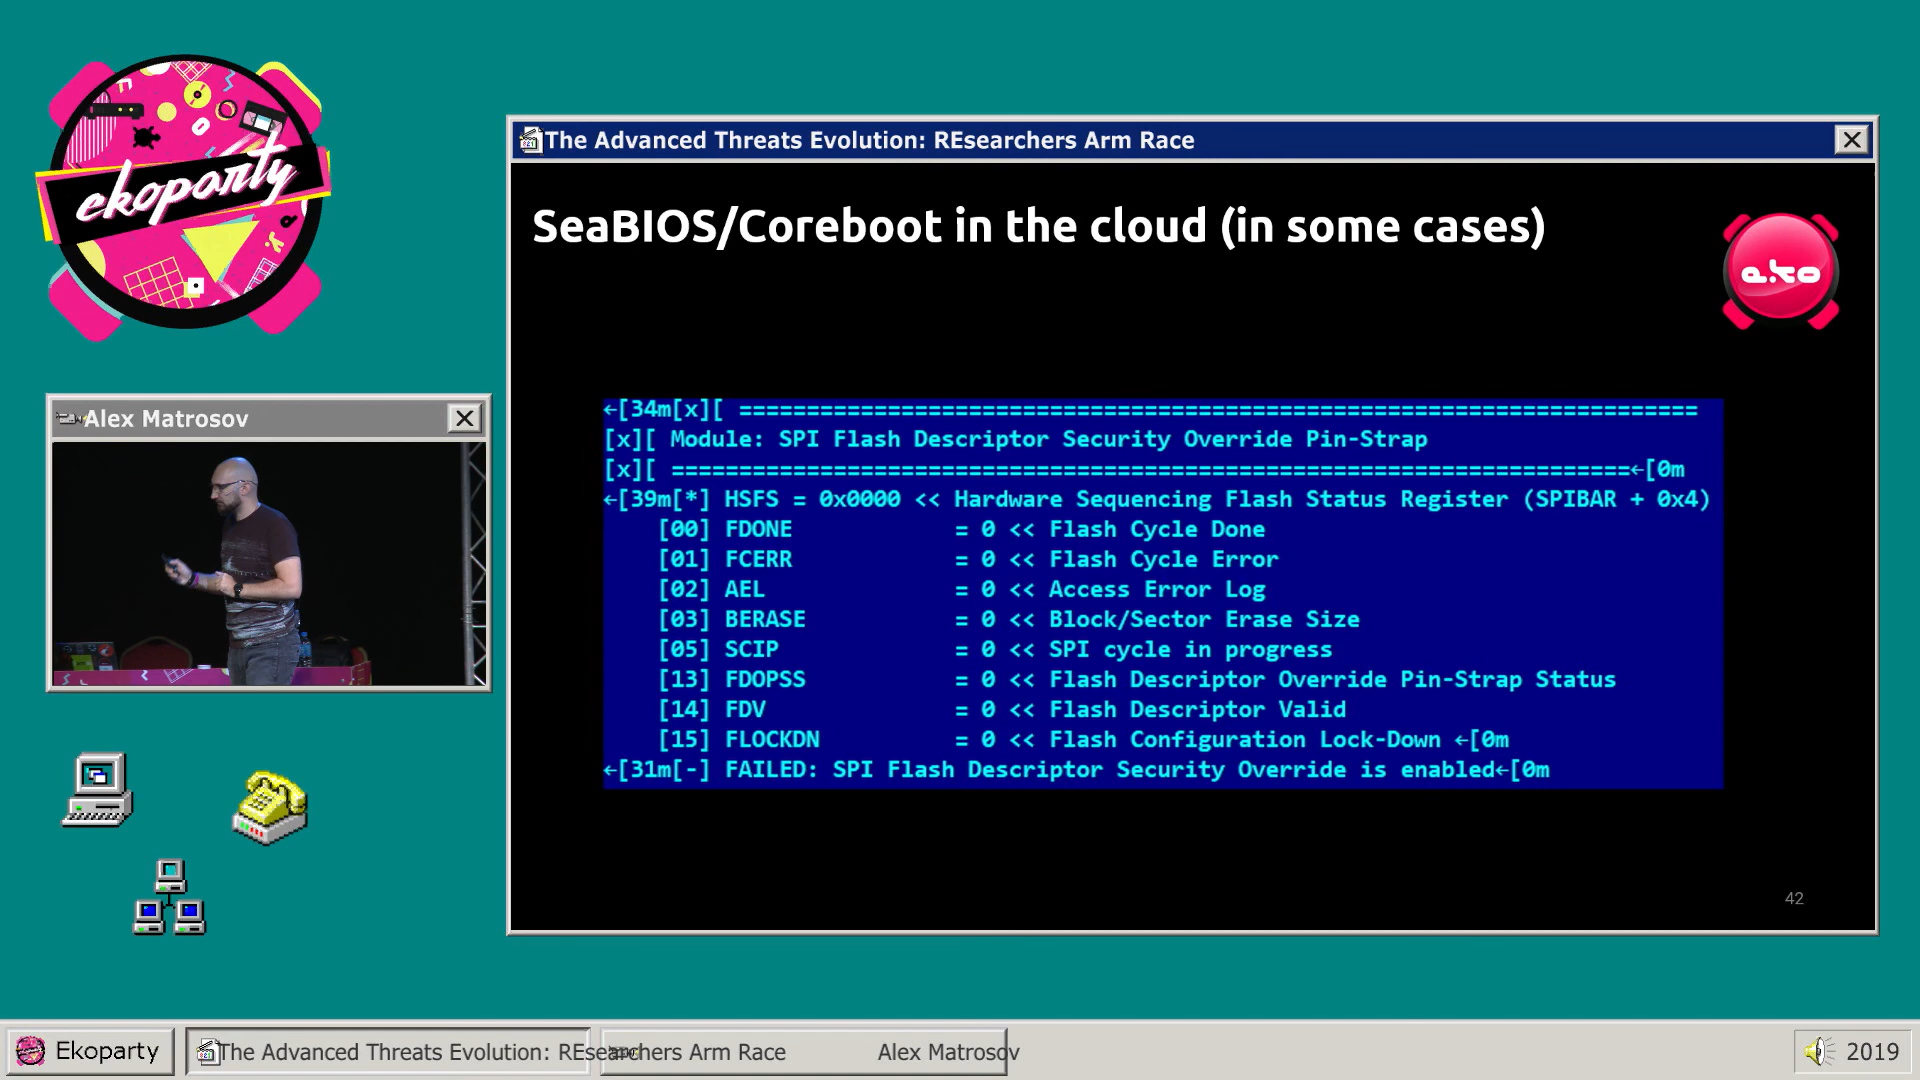 ekoparty
The Advanced Threats Evolution: REsearchers Arm Race
SeaBIOS/Coreboot in the cloud (in some cases)
eko
Alex Matrosov
←[34m[x][ =======================================================================
[x][ Module: SPI Flash Descriptor Security Override Pin-Strap
[x][ =======================================================================←[0m
←[39m[*] HSFS = 0x0000 << Hardware Sequencing Flash Status Register (SPIBAR + 0x4)
[00] FDONE = 0 << Flash Cycle Done
[01] FCERR = 0 << Flash Cycle Error
[02] AEL = 0 << Access Error Log
[03] BERASE = 0 << Block/Sector Erase Size
[05] SCIP = 0 << SPI cycle in progress
[13] FDOPSS = 0 << Flash Descriptor Override Pin-Strap Status
[14] FDV = 0 << Flash Descriptor Valid
[15] FLOCKDN = 0 << Flash Configuration Lock-Down ←[0m
←[31m[-] FAILED: SPI Flash Descriptor Security Override is enabled←[0m
42
Ekoparty
The Advanced Threats Evolution: REsearchers Arm Race
Alex Matrosov
2019